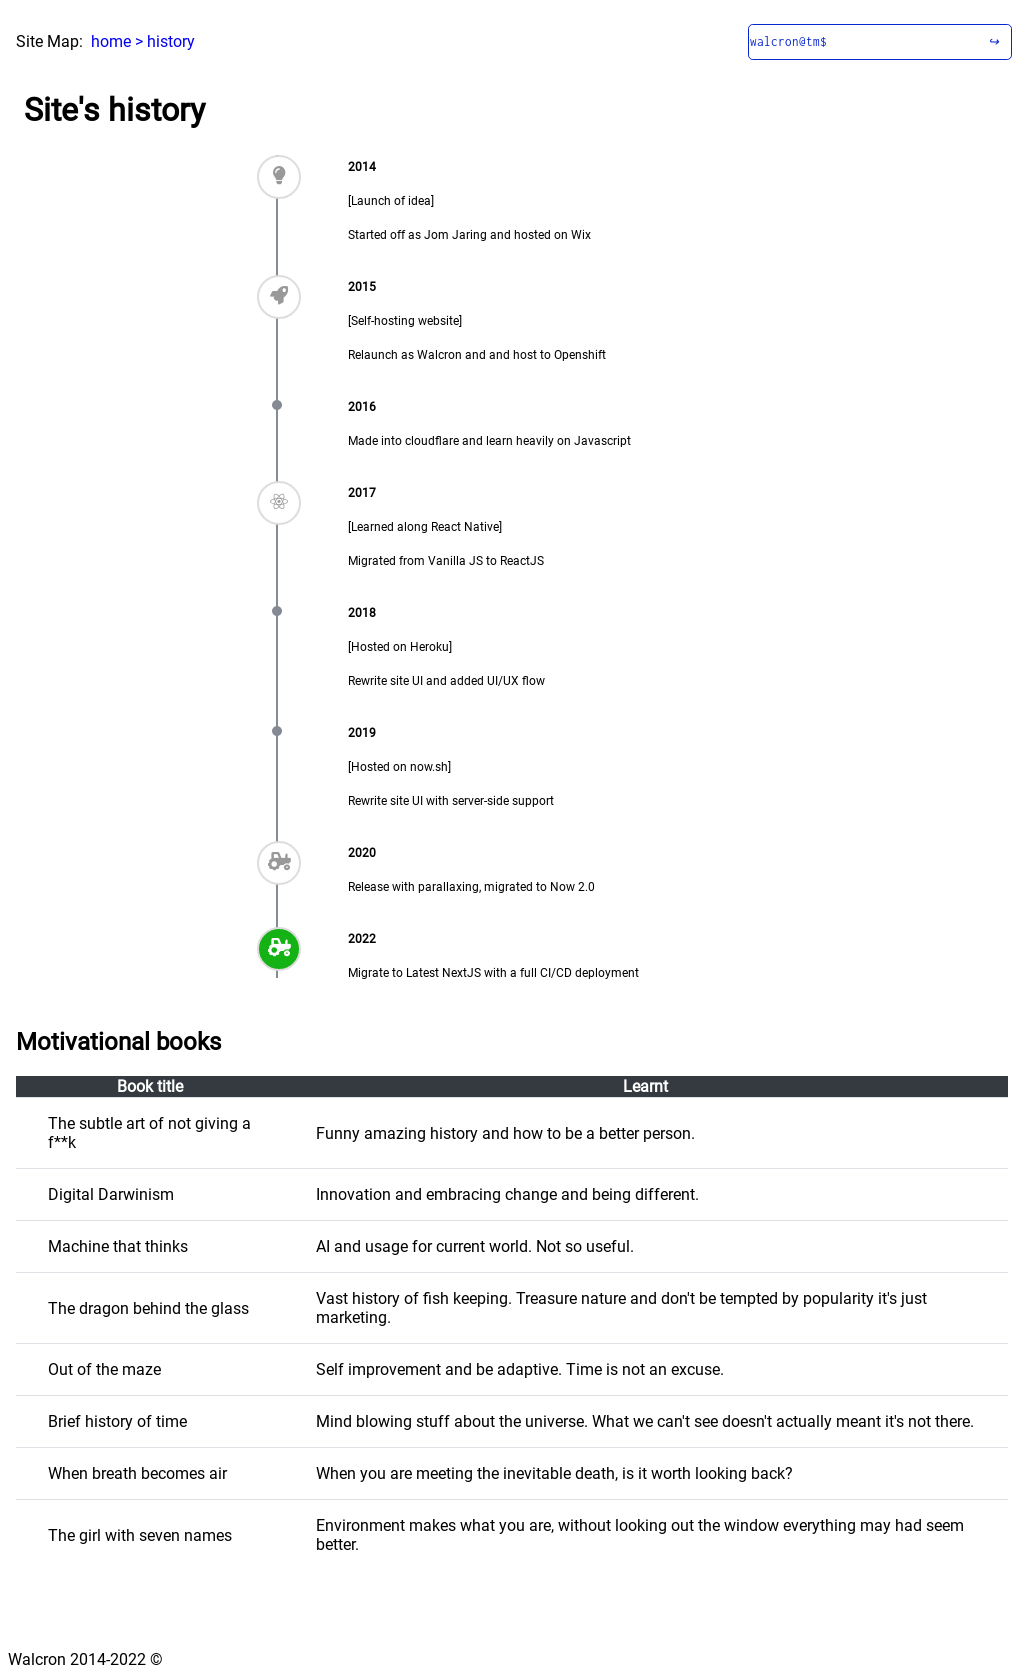 Site Map: home > history
walcron@tm$ ↪
Site's history
2014
[Launch of idea]
Started off as Jom Jaring and hosted on Wix
2015
[Self-hosting website]
Relaunch as Walcron and and host to Openshift
2016
Made into cloudflare and learn heavily on Javascript
2017
[Learned along React Native]
Migrated from Vanilla JS to ReactJS
2018
[Hosted on Heroku]
Rewrite site UI and added UI/UX flow
2019
[Hosted on now.sh]
Rewrite site UI with server-side support
2020
Release with parallaxing, migrated to Now 2.0
2022
Migrate to Latest NextJS with a full CI/CD deployment
Motivational books
Book title Learnt
The subtle art of not giving a
f**k
Funny amazing history and how to be a better person.
Digital Darwinism Innovation and embracing change and being different.
Machine that thinks AI and usage for current world. Not so useful.
The dragon behind the glass
Vast history of fish keeping. Treasure nature and don't be tempted by popularity it's just
marketing.
Out of the maze Self improvement and be adaptive. Time is not an excuse.
Brief history of time Mind blowing stuff about the universe. What we can't see doesn't actually meant it's not there.
When breath becomes air When you are meeting the inevitable death, is it worth looking back?
The girl with seven names
Environment makes what you are, without looking out the window everything may had seem
better.
Walcron 2014-2022 ©